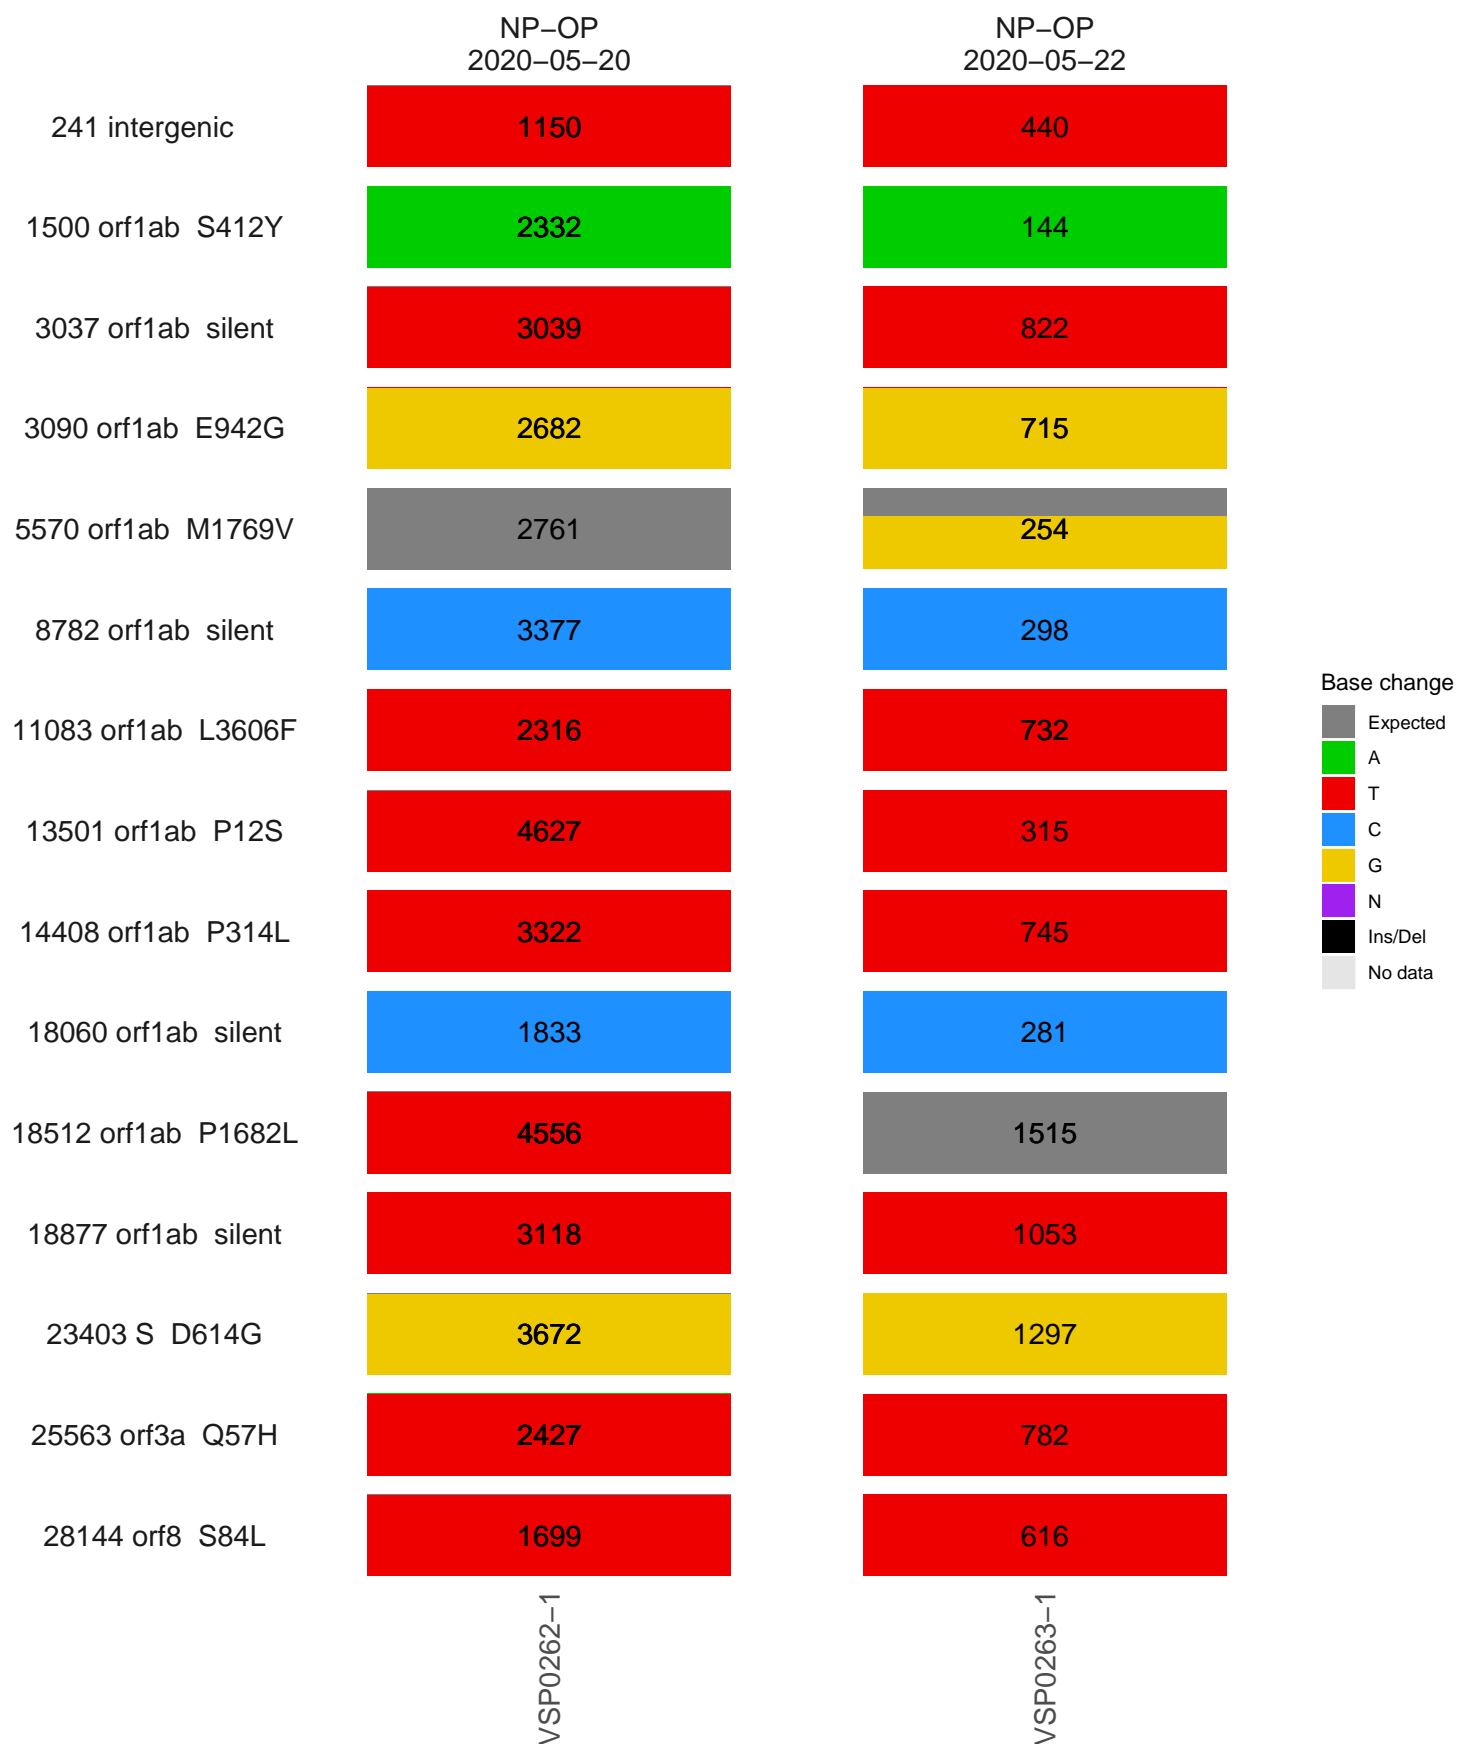 NP−OP
2020−05−20
NP−OP
2020−05−22
241 intergenic 1150 440
1500 orf1ab S412Y 2332 144
3037 orf1ab silent 3039 822
3090 orf1ab E942G 2682 715
5570 orf1ab M1769V 2761 254
8782 orf1ab silent 3377 298
11083 orf1ab L3606F 2316 732
13501 orf1ab P12S 4627 315
14408 orf1ab P314L 3322 745
18060 orf1ab silent 1833 281
18512 orf1ab P1682L 4556 1515
18877 orf1ab silent 3118 1053
23403 S D614G 3672 1297
25563 orf3a Q57H 2427 782
28144 orf8 S84L 1699 616
VSP0262−1
VSP0263−1
Base change
Expected
A
T
C
G
N
Ins/Del
No data